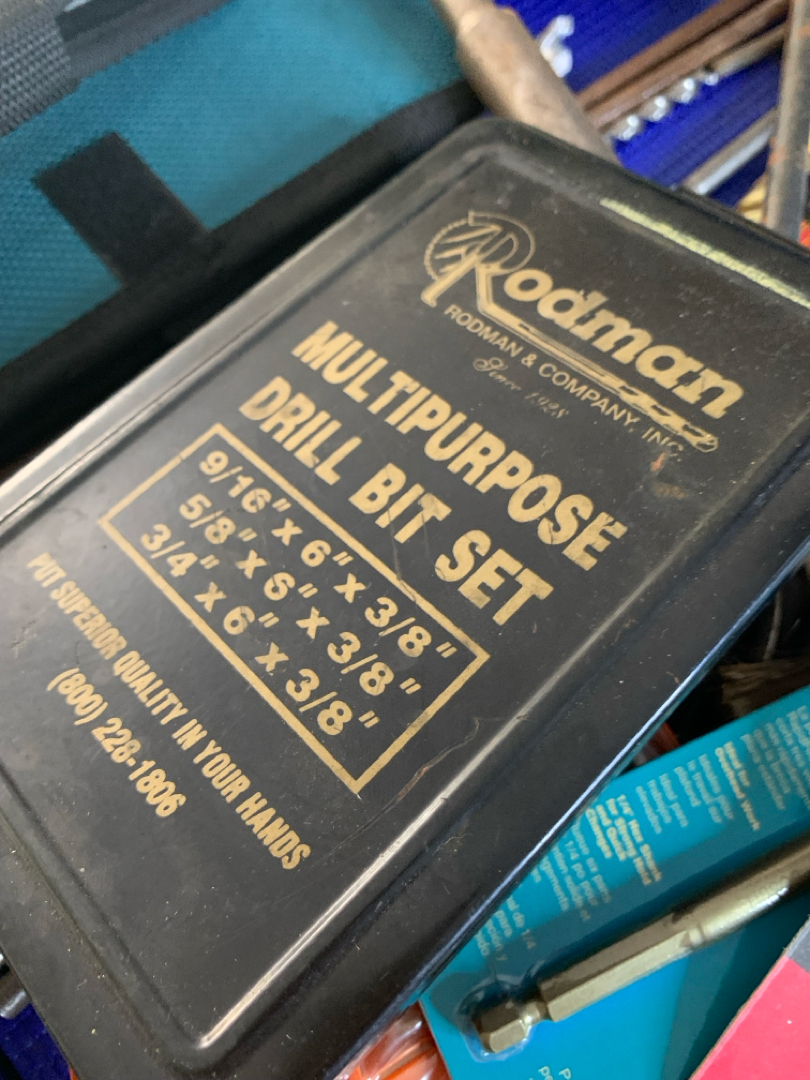 Rodman
RODMAN & COMPANY, INC.
Since 1928
MULTIPURPOSE
DRILL BIT SET
9/16" x 6" x 3/8"
5/8" x 6" x 3/8"
3/4" x 6" x 3/8"
PUT SUPERIOR QUALITY IN YOUR HANDS
(800) 228-1806